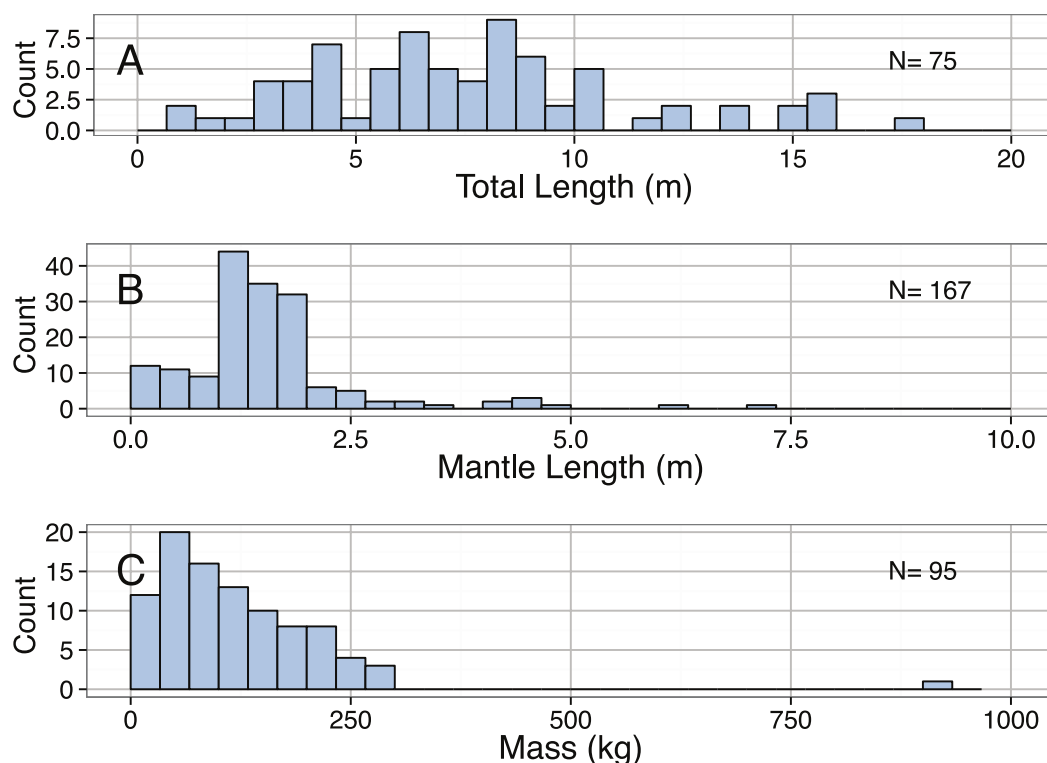 A
N= 75
Count
7.5
5.0
2.5
0.0
0 5 10 15 20
Total Length (m)
B
N= 167
Count
40
30
20
10
0
0.0 2.5 5.0 7.5 10.0
Mantle Length (m)
C
N= 95
Count
20
15
10
5
0
0 250 500 750 1000
Mass (kg)